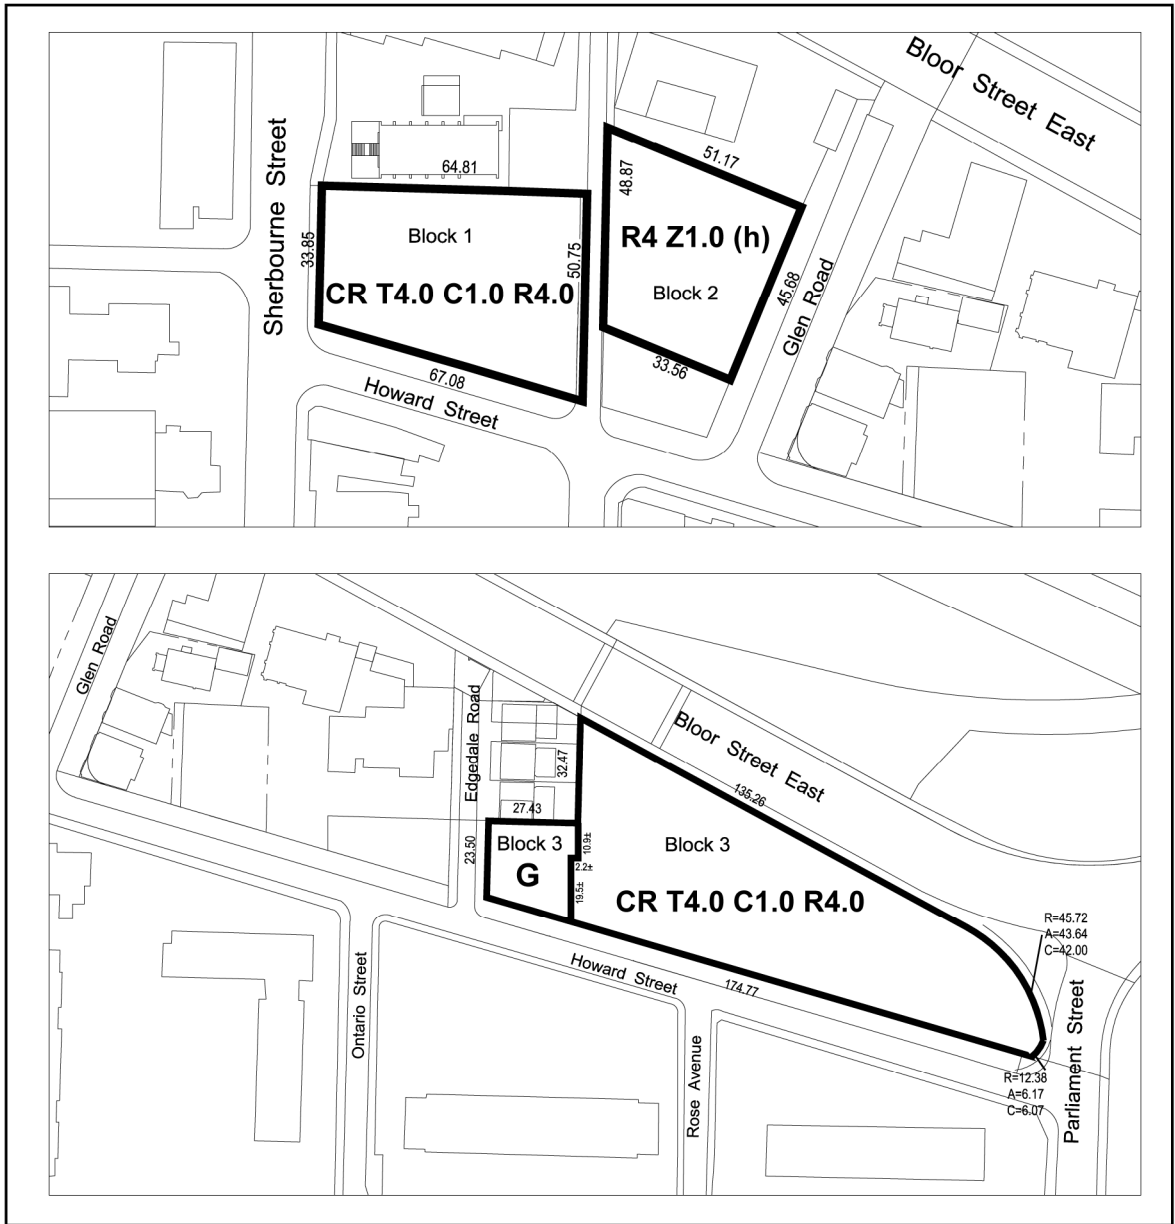 Bloor Street East
Sherbourne Street
64.81
51.17
48.87
33.85
Block 1
50.75
R4 Z1.0 (h)
CR T4.0 C1.0 R4.0
Block 2
45.68
Glen Road
67.08
33.56
Howard Street
Glen Road
Edgedale Road
Bloor Street East
32.47
135.26
27.43
23.50
Block 3
10.9±
Block 3
G
2.2±
19.5±
CR T4.0 C1.0 R4.0
R=45.72
A=43.64
C=42.00
Howard Street
174.77
Ontario Street
Rose Avenue
Parliament Street
R=12.38
A=6.17
C=6.07